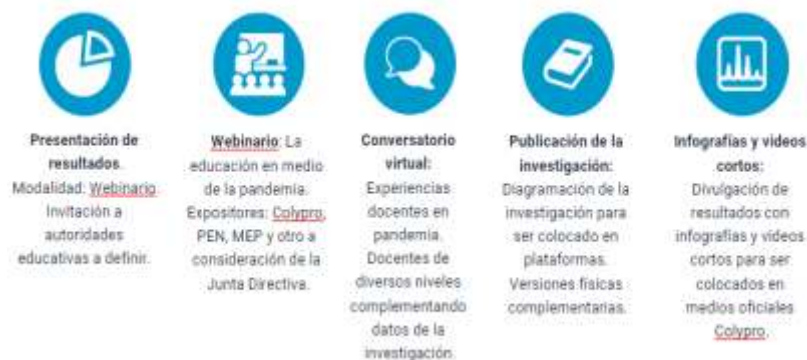 Presentación de
resultados.
Modalidad: Webinario
Invitación a
autoridades
educativas a definir.
Webinario: La
educación en medio
de la pandemia.
Expositores: Colypro,
PEN, MEP y otro a
consideración de la
Junta Directiva.
Conversatorio
virtual:
Experiencias
docentes en
pandemia.
Docentes de
diversos niveles
complementando
datos de la
investigación
Publicación de la
investigación:
Diagramación de la
investigación para
ser colocado en
plataformas.
Versiones físicas
complementarias.
Infografías y videos
cortos:
Divulgación de
resultados con
infografías y videos
cortos para ser
colocados en
medios oficiales
Colypro.